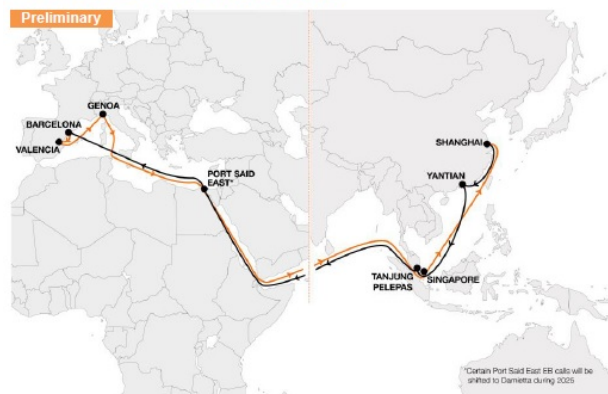 Preliminary
GENOA
BARCELONA
VALENCIA
PORT SAID
EAST*
SHANGHAI
YANTIAN
TANJUNG
PELEPAS
SINGAPORE
*Certain Port Said East EB calls will be
shifted to Damietta during 2025